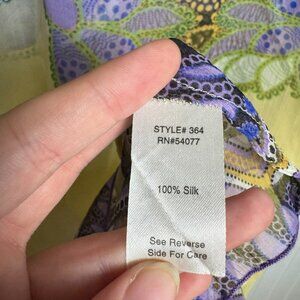 STYLE# 364
RN#54077
100% Silk
See Reverse
Side For Care